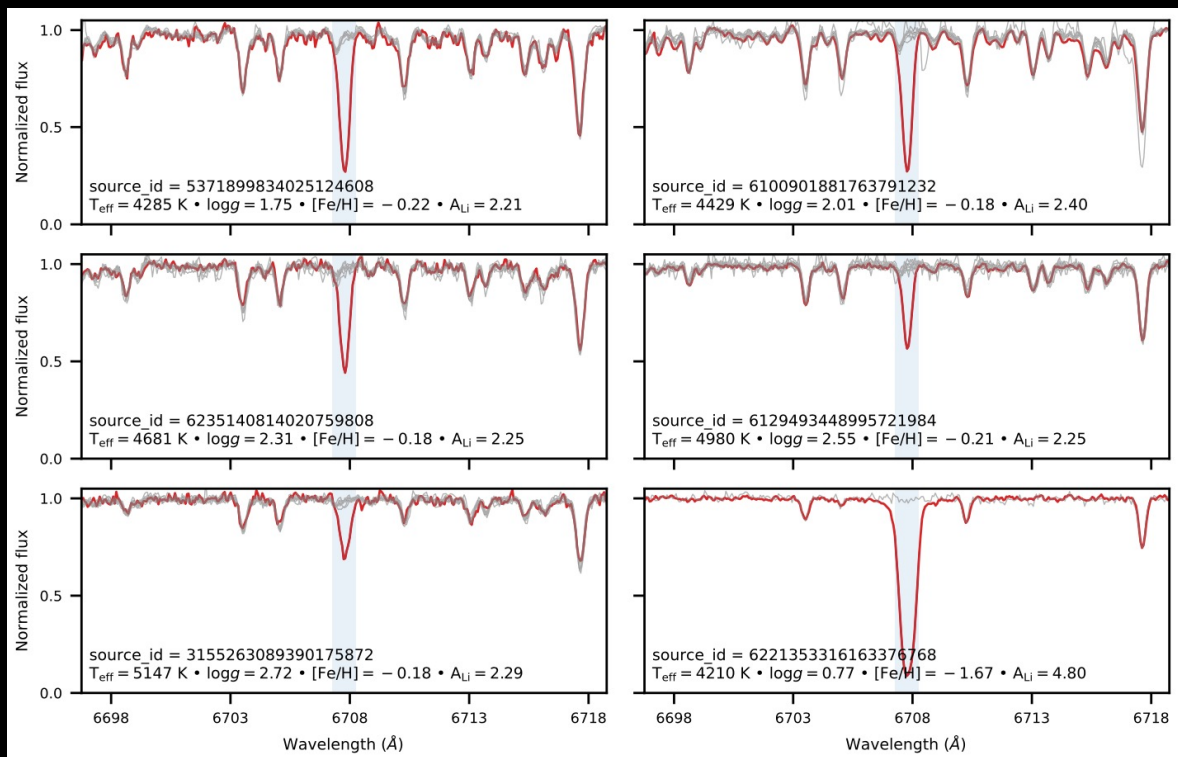 Normalized flux
1.0
0.5
0.0
source_id = 5371899834025124608
T_eff = 4285 K • log g = 1.75 • [Fe/H] = −0.22 • A_Li = 2.21
source_id = 6100901881763791232
T_eff = 4429 K • log g = 2.01 • [Fe/H] = −0.18 • A_Li = 2.40
Normalized flux
1.0
0.5
0.0
source_id = 6235140814020759808
T_eff = 4681 K • log g = 2.31 • [Fe/H] = −0.18 • A_Li = 2.25
source_id = 6129493448995721984
T_eff = 4980 K • log g = 2.55 • [Fe/H] = −0.21 • A_Li = 2.25
Normalized flux
1.0
0.5
0.0
source_id = 3155263089390175872
T_eff = 5147 K • log g = 2.72 • [Fe/H] = −0.18 • A_Li = 2.29
source_id = 6221353316163376768
T_eff = 4210 K • log g = 0.77 • [Fe/H] = −1.67 • A_Li = 4.80
6698 6703 6708 6713 6718
6698 6703 6708 6713 6718
Wavelength (Å)
Wavelength (Å)